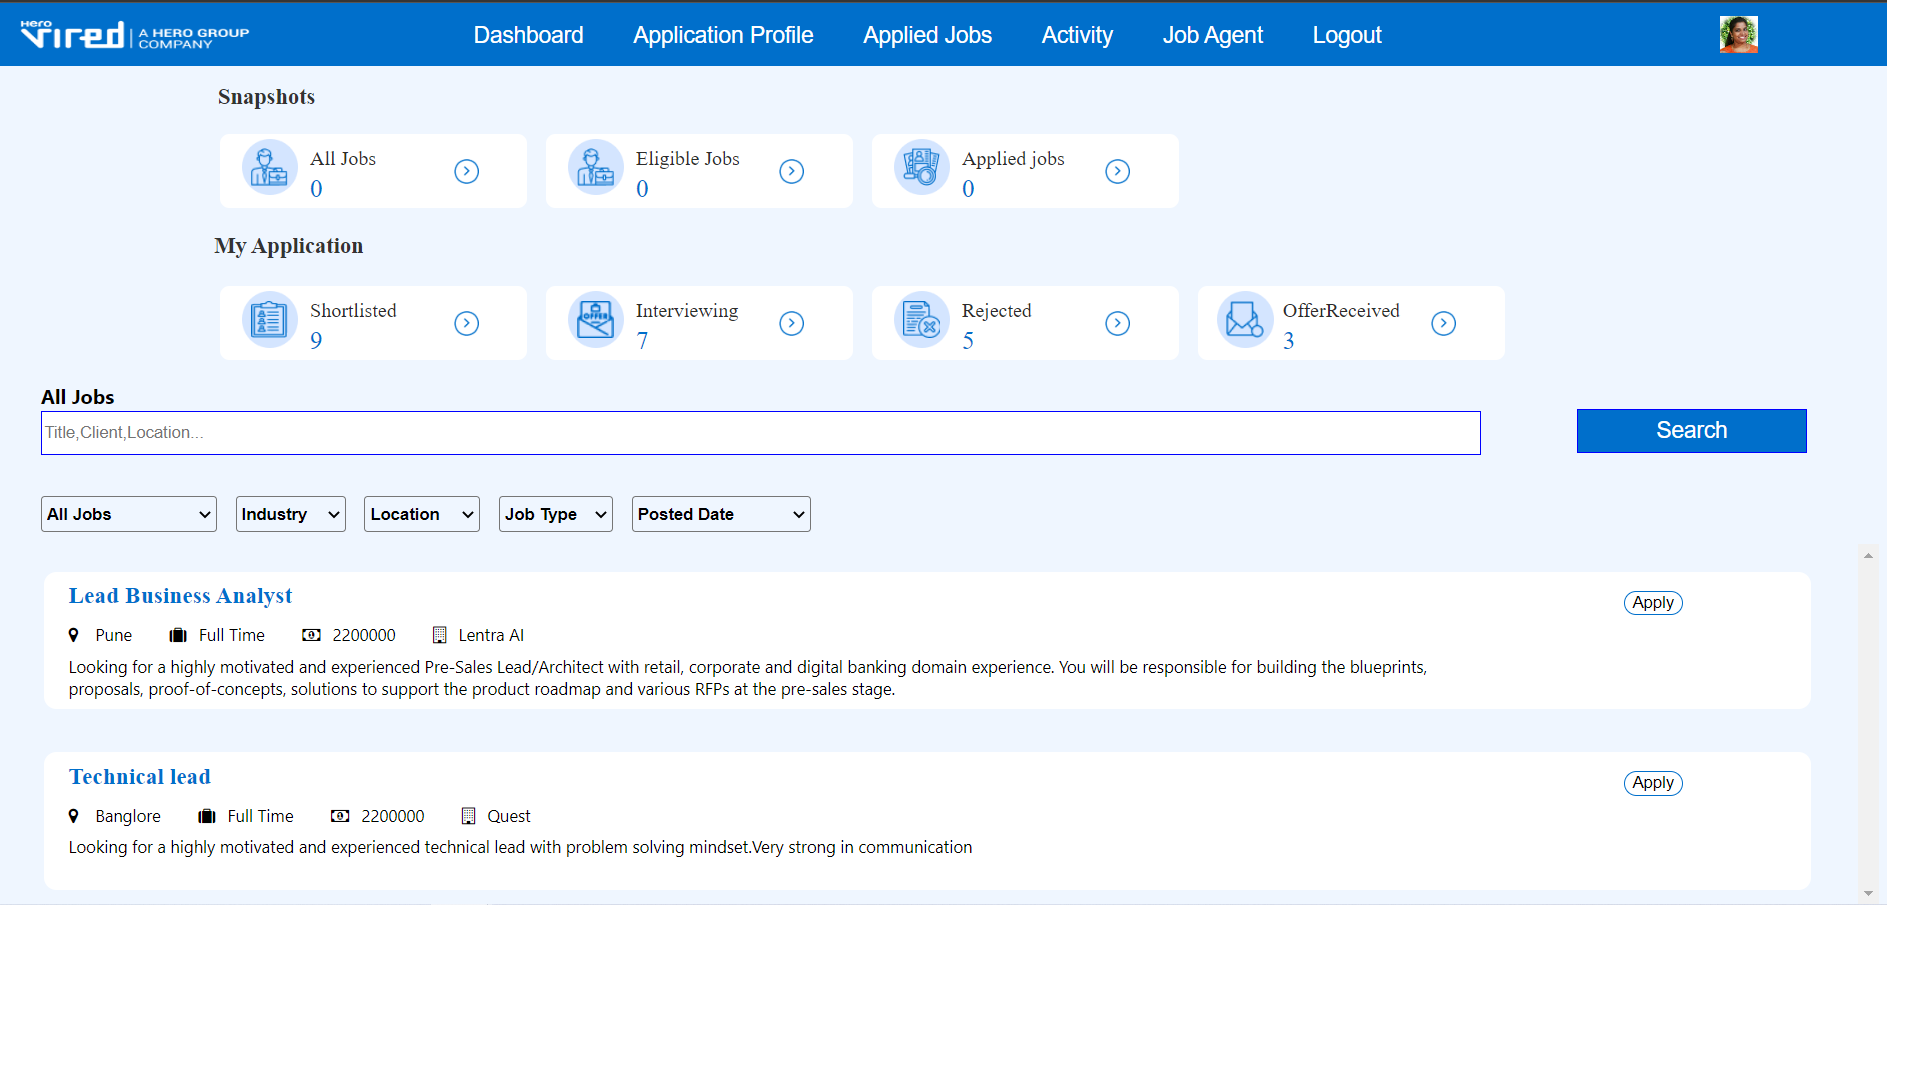 Hero
vired | A HERO GROUP
COMPANY
Dashboard Application Profile Applied Jobs Activity Job Agent Logout
Snapshots
All Jobs
0
Eligible Jobs
0
Applied jobs
0
My Application
Shortlisted
9
OFFER
Interviewing
7
Rejected
5
OfferReceived
3
All Jobs
Title,Client,Location...
Search
All Jobs Industry Location Job Type Posted Date
Lead Business Analyst
Apply
Pune Full Time 2200000 Lentra AI
Looking for a highly motivated and experienced Pre-Sales Lead/Architect with retail, corporate and digital banking domain experience. You will be responsible for building the blueprints,
proposals, proof-of-concepts, solutions to support the product roadmap and various RFPs at the pre-sales stage.
Technical lead
Apply
Banglore Full Time 2200000 Quest
Looking for a highly motivated and experienced technical lead with problem solving mindset.Very strong in communication